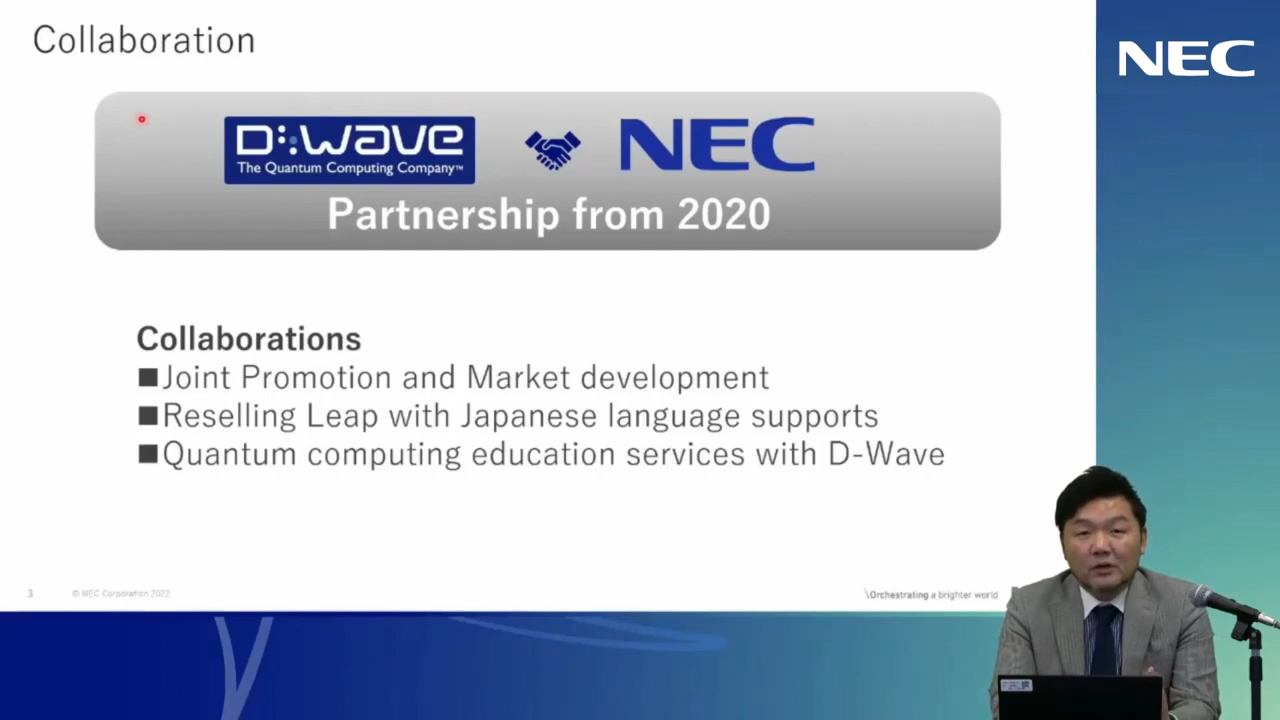 Collaboration
NEC
D:Wave
The Quantum Computing Company™
NEC
Partnership from 2020
Collaborations
■Joint Promotion and Market development
■Reselling Leap with Japanese language supports
■Quantum computing education services with D-Wave
3
© NEC Corporation 2022
\Orchestrating a brighter world